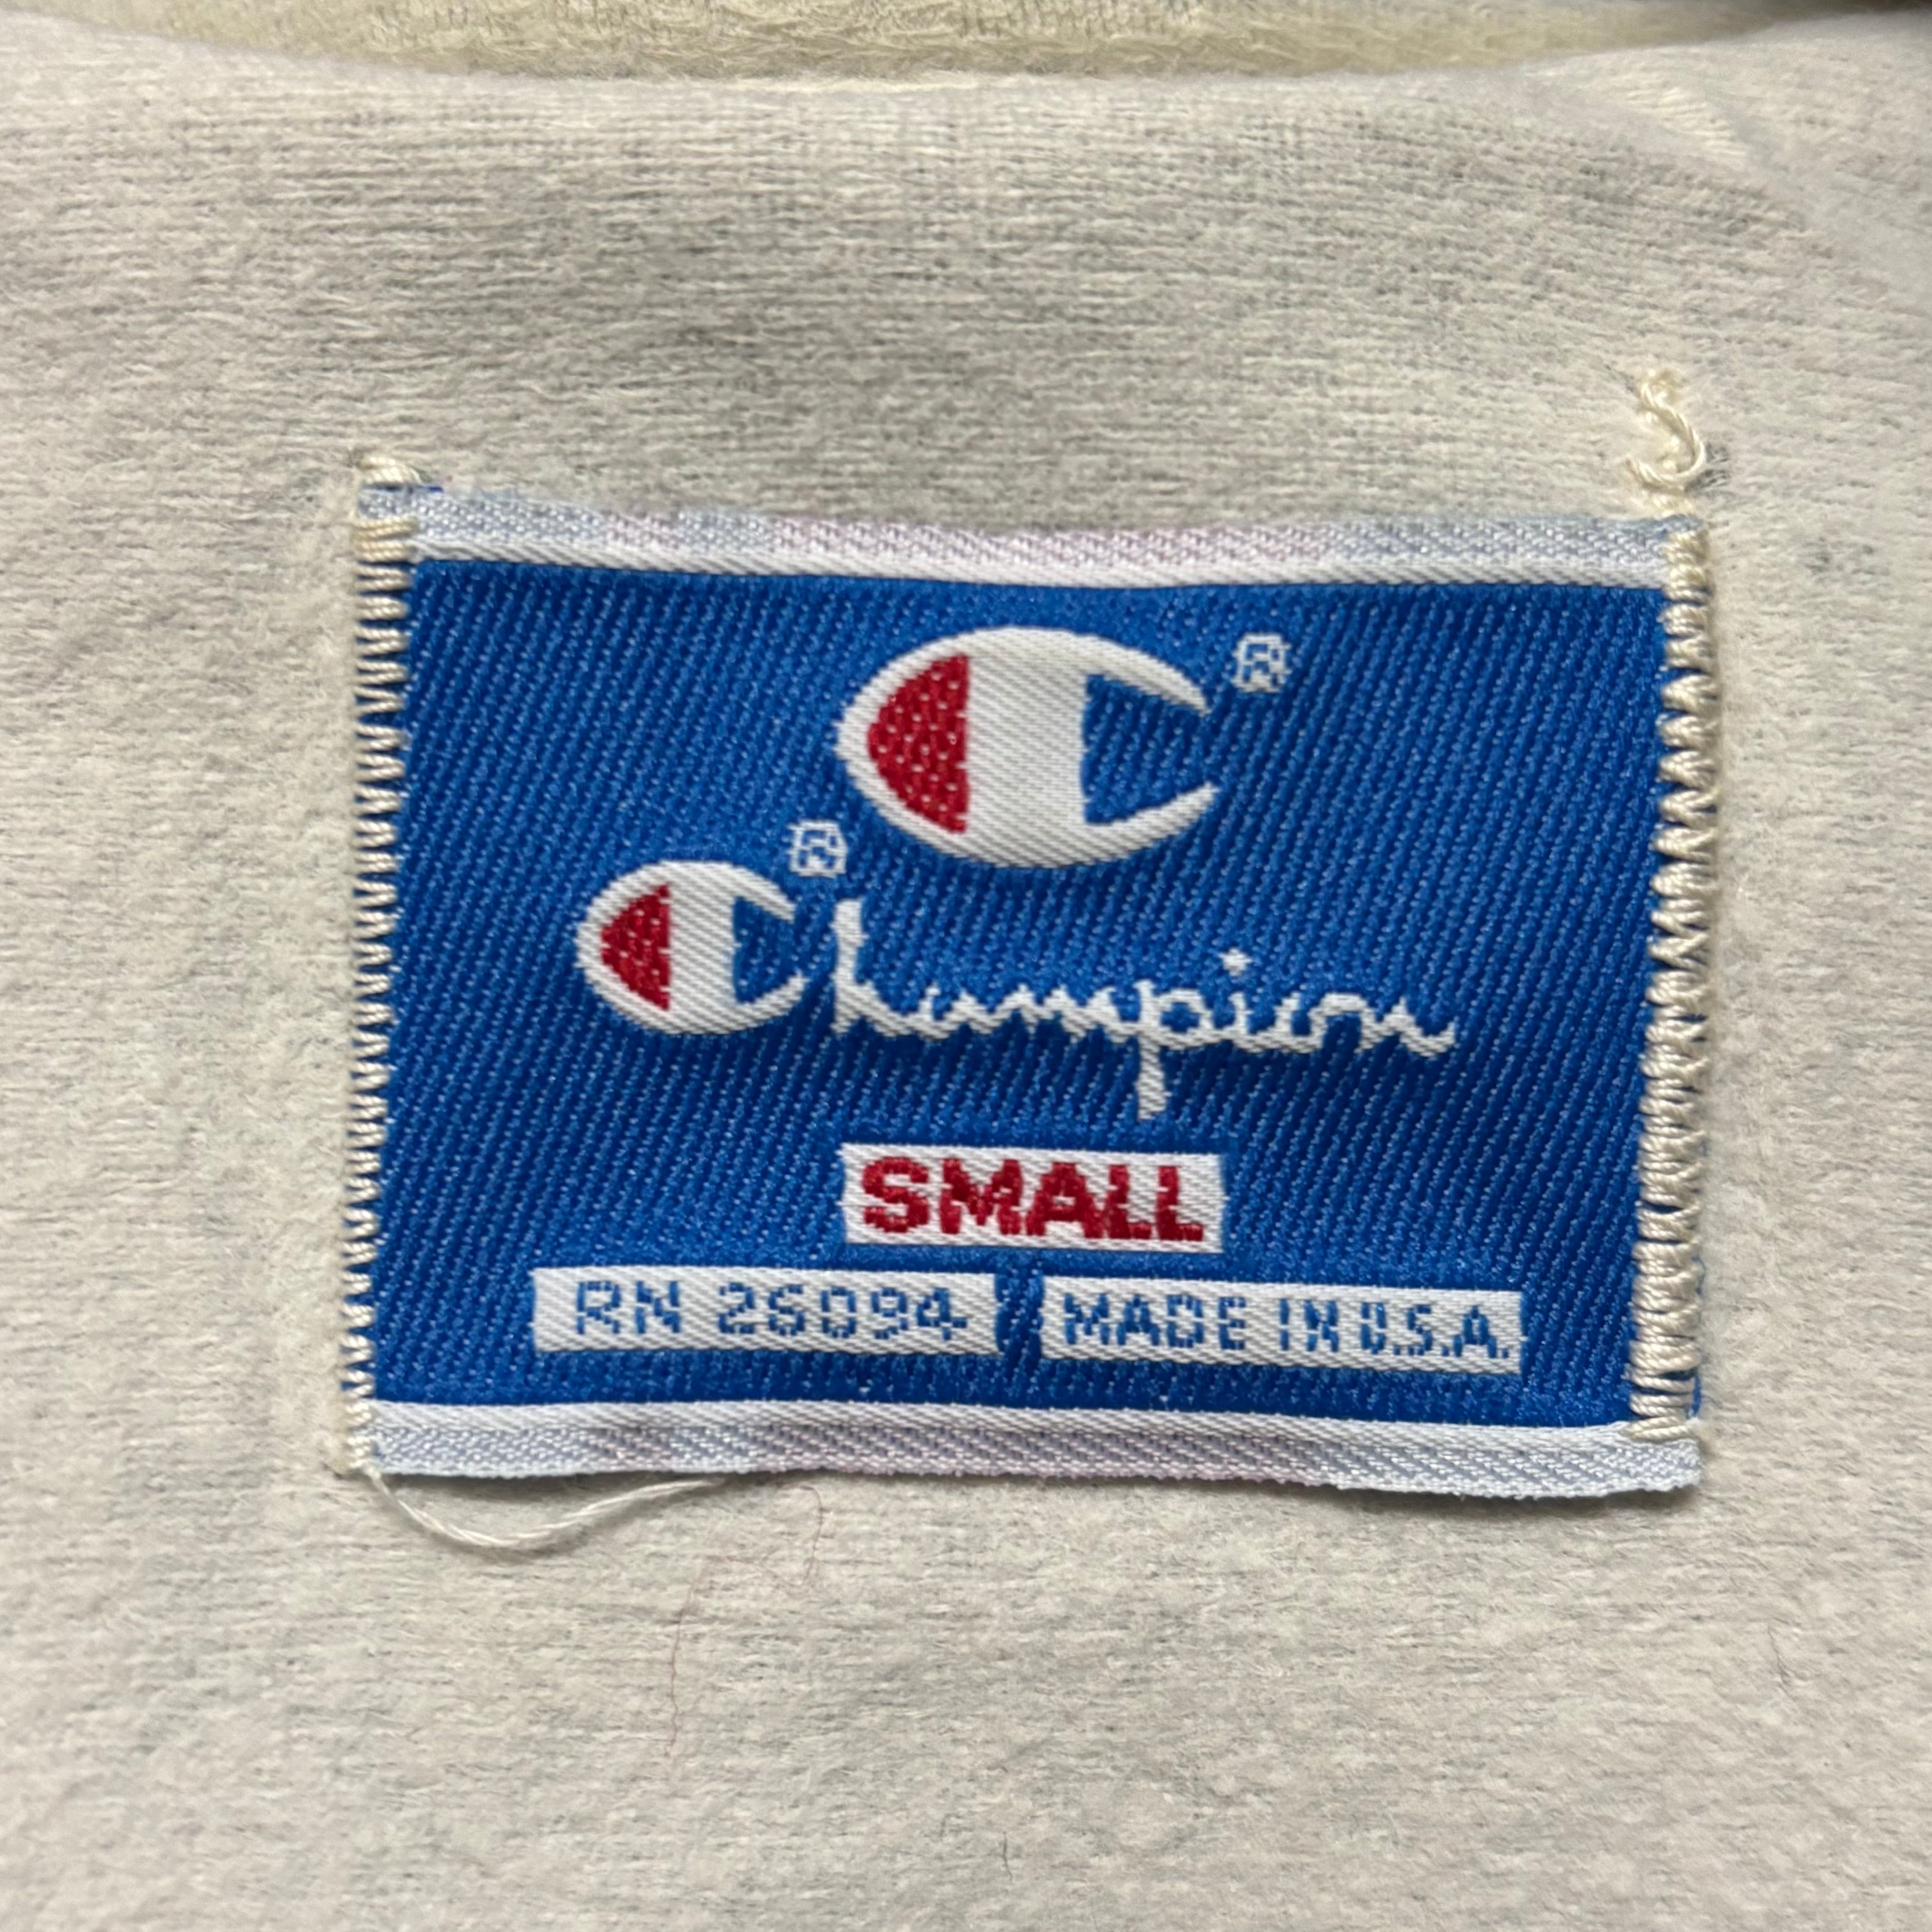 C®
Champion®
SMALL
RN 26094 MADE IN U.S.A.